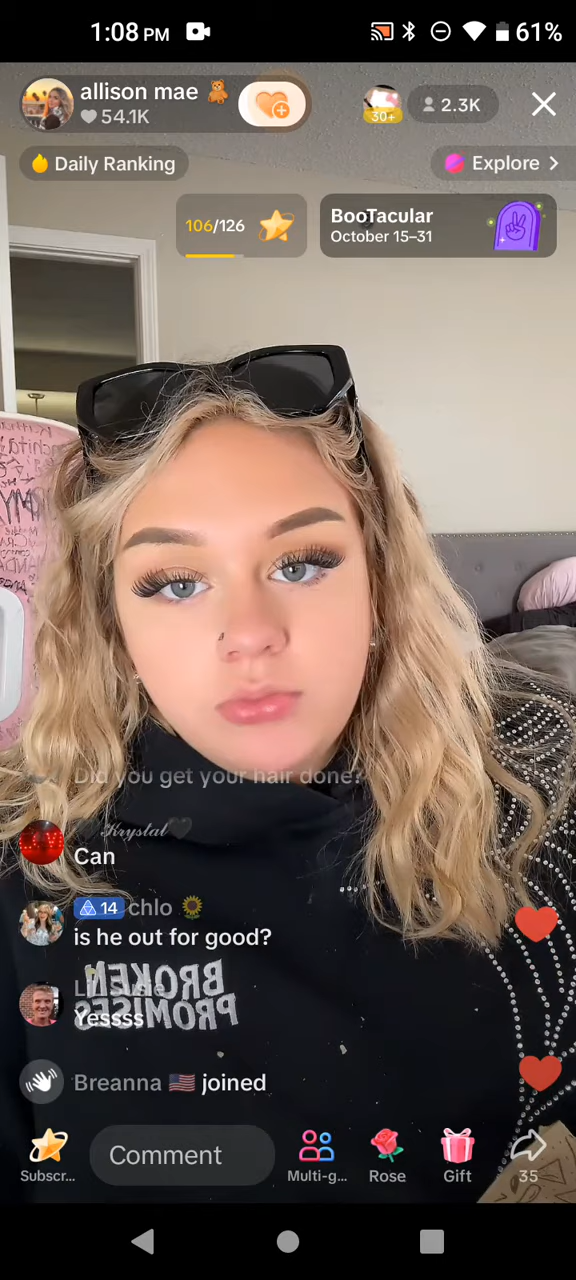 1:08 PM
61%
allison mae 🧸
54.1K
30+
2.3K
Daily Ranking
Explore >
106/126
BooTacular
October 15–31
Did you get your hair done?
Krystal🖤
Can
14 chlo 🌻
is he out for good?
BROKEN
PROMISES
Yessss
Breanna 🇺🇸 joined
Subscr...
Comment
Multi-g...
Rose
Gift
35